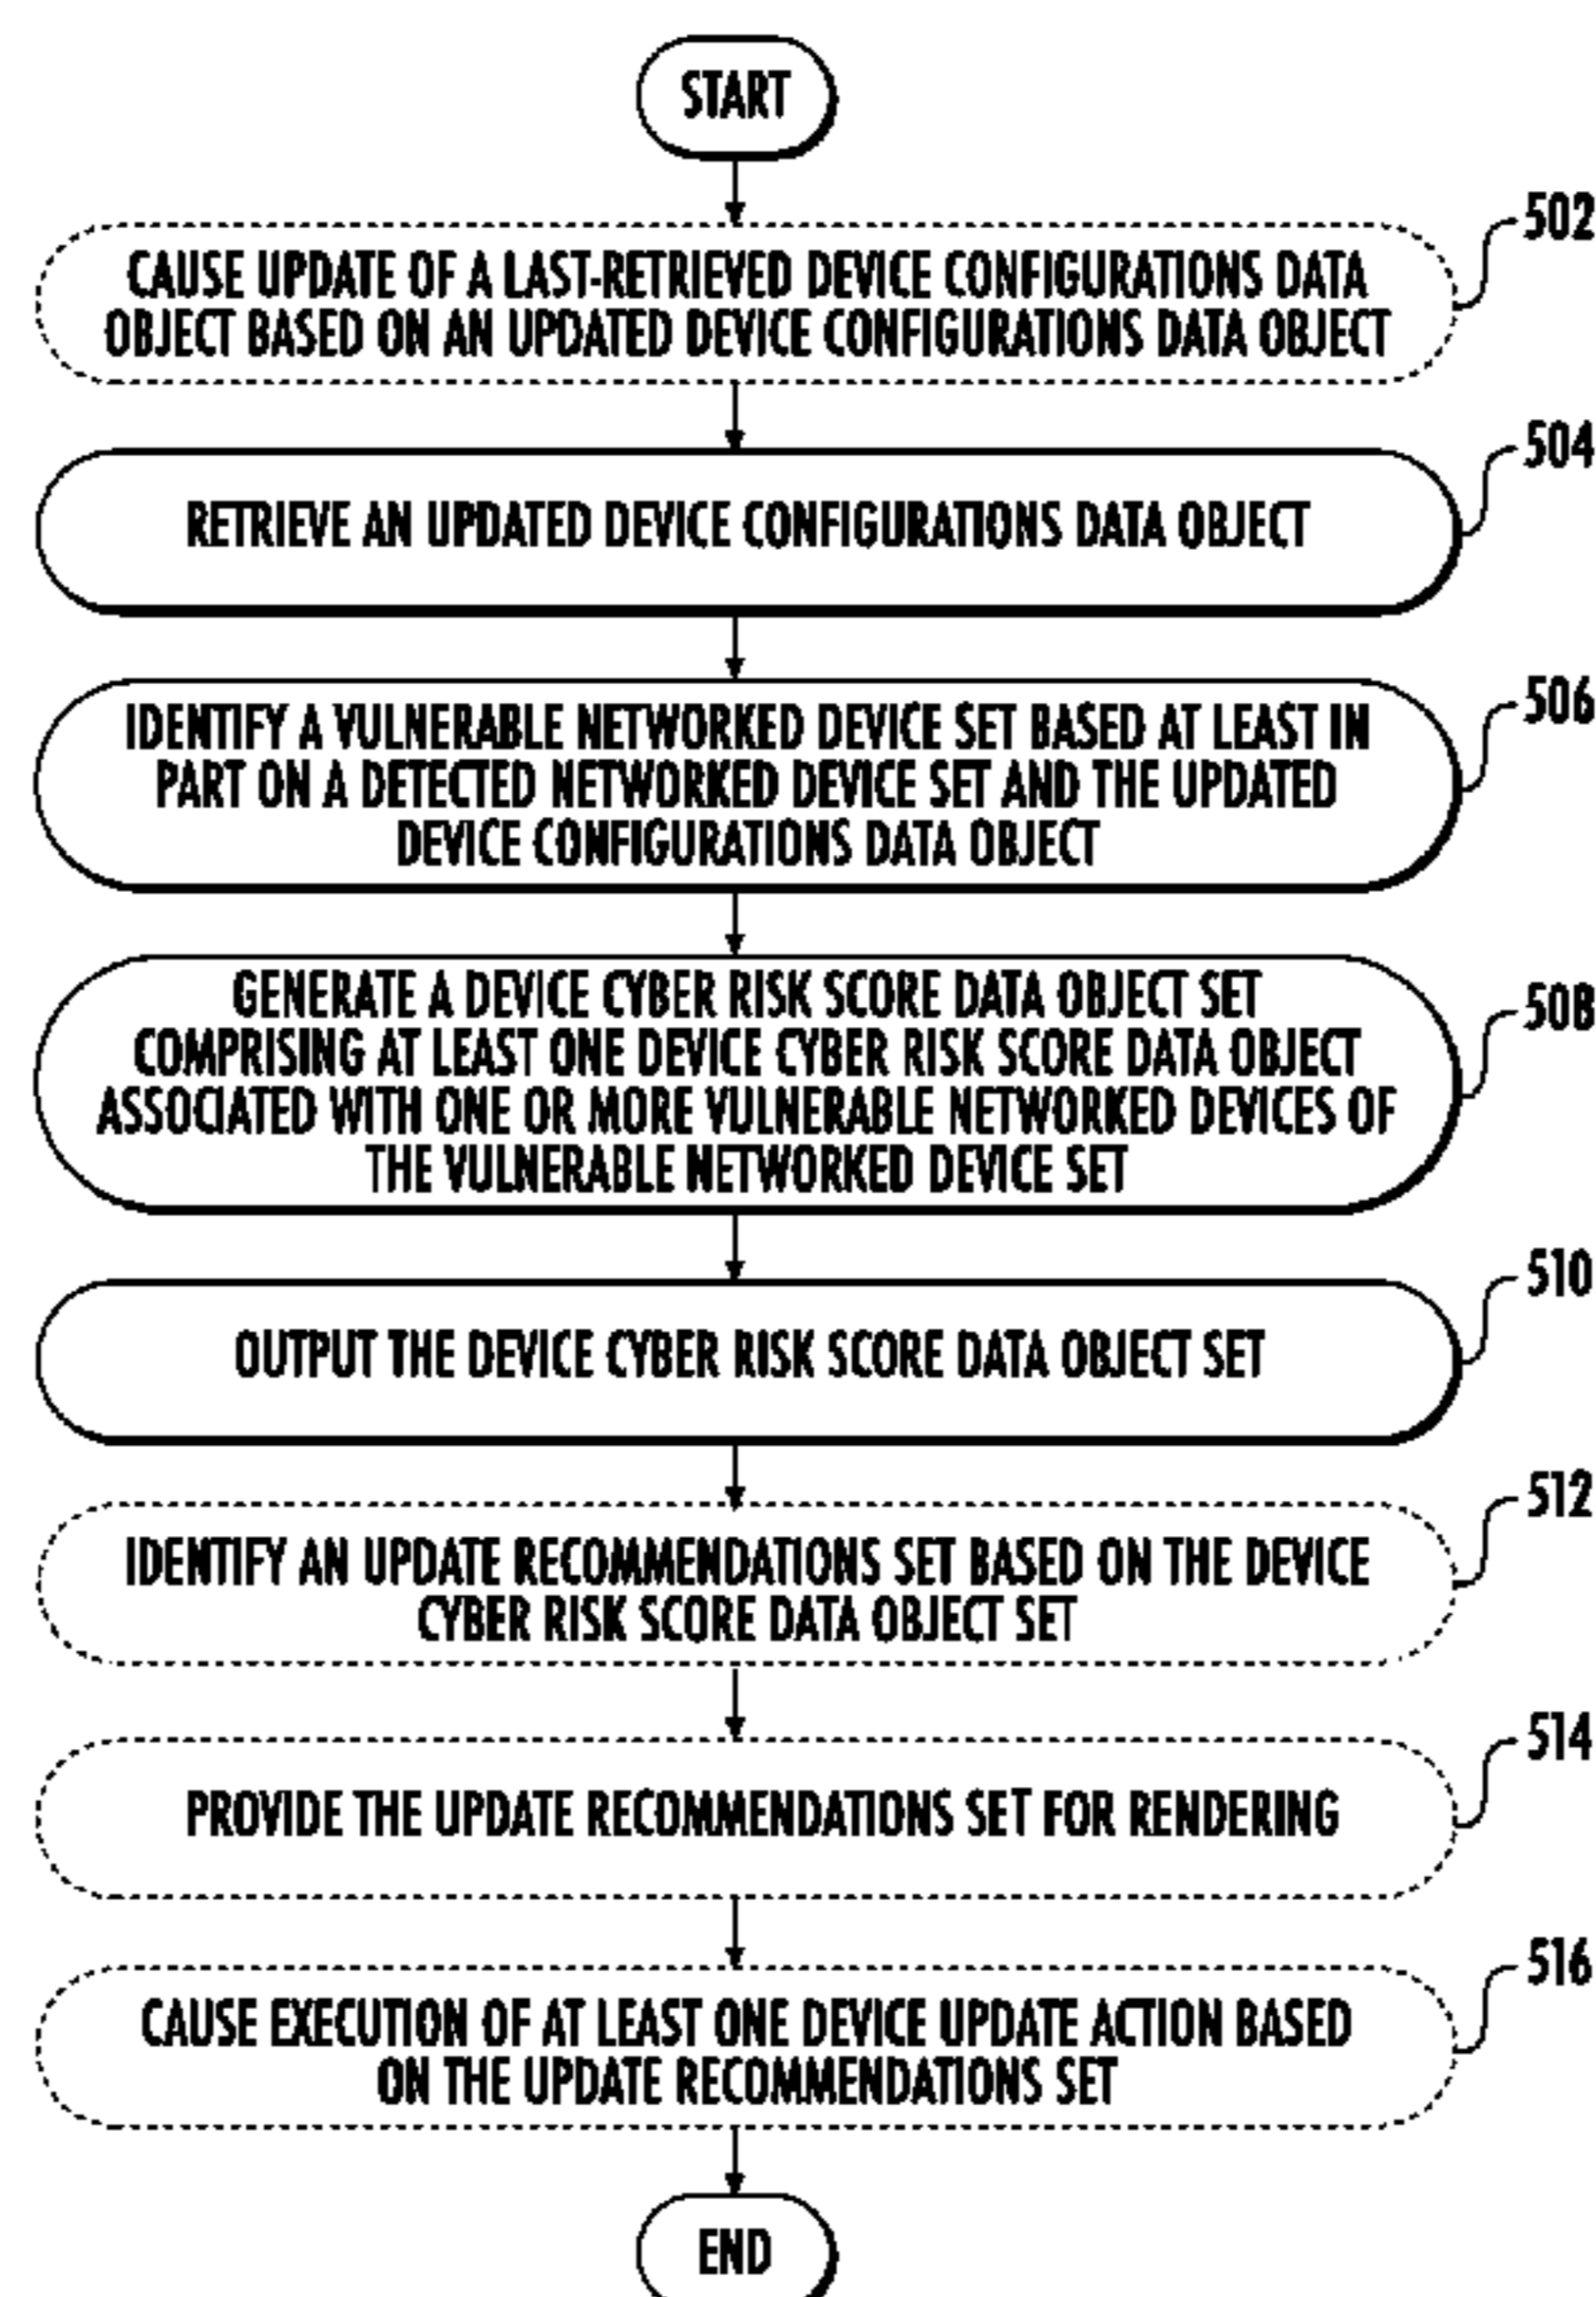 START
502
CAUSE UPDATE OF A LAST-RETRIEVED DEVICE CONFIGURATIONS DATA
OBJECT BASED ON AN UPDATED DEVICE CONFIGURATIONS DATA OBJECT
504
RETRIEVE AN UPDATED DEVICE CONFIGURATIONS DATA OBJECT
506
IDENTIFY A VULNERABLE NETWORKED DEVICE SET BASED AT LEAST IN
PART ON A DETECTED NETWORKED DEVICE SET AND THE UPDATED
DEVICE CONFIGURATIONS DATA OBJECT
508
GENERATE A DEVICE CYBER RISK SCORE DATA OBJECT SET
COMPRISING AT LEAST ONE DEVICE CYBER RISK SCORE DATA OBJECT
ASSOCIATED WITH ONE OR MORE VULNERABLE NETWORKED DEVICES OF
THE VULNERABLE NETWORKED DEVICE SET
510
OUTPUT THE DEVICE CYBER RISK SCORE DATA OBJECT SET
512
IDENTIFY AN UPDATE RECOMMENDATIONS SET BASED ON THE DEVICE
CYBER RISK SCORE DATA OBJECT SET
514
PROVIDE THE UPDATE RECOMMENDATIONS SET FOR RENDERING
516
CAUSE EXECUTION OF AT LEAST ONE DEVICE UPDATE ACTION BASED
ON THE UPDATE RECOMMENDATIONS SET
END